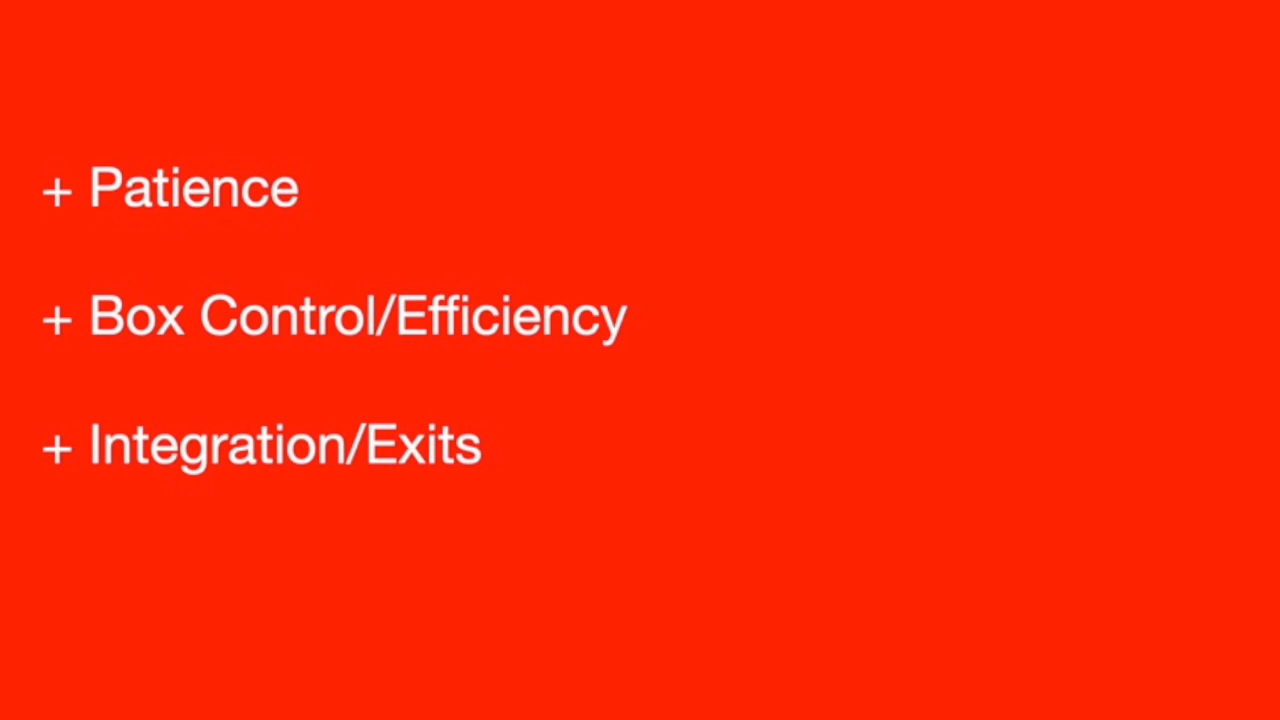 + Patience
+ Box Control/Efficiency
+ Integration/Exits